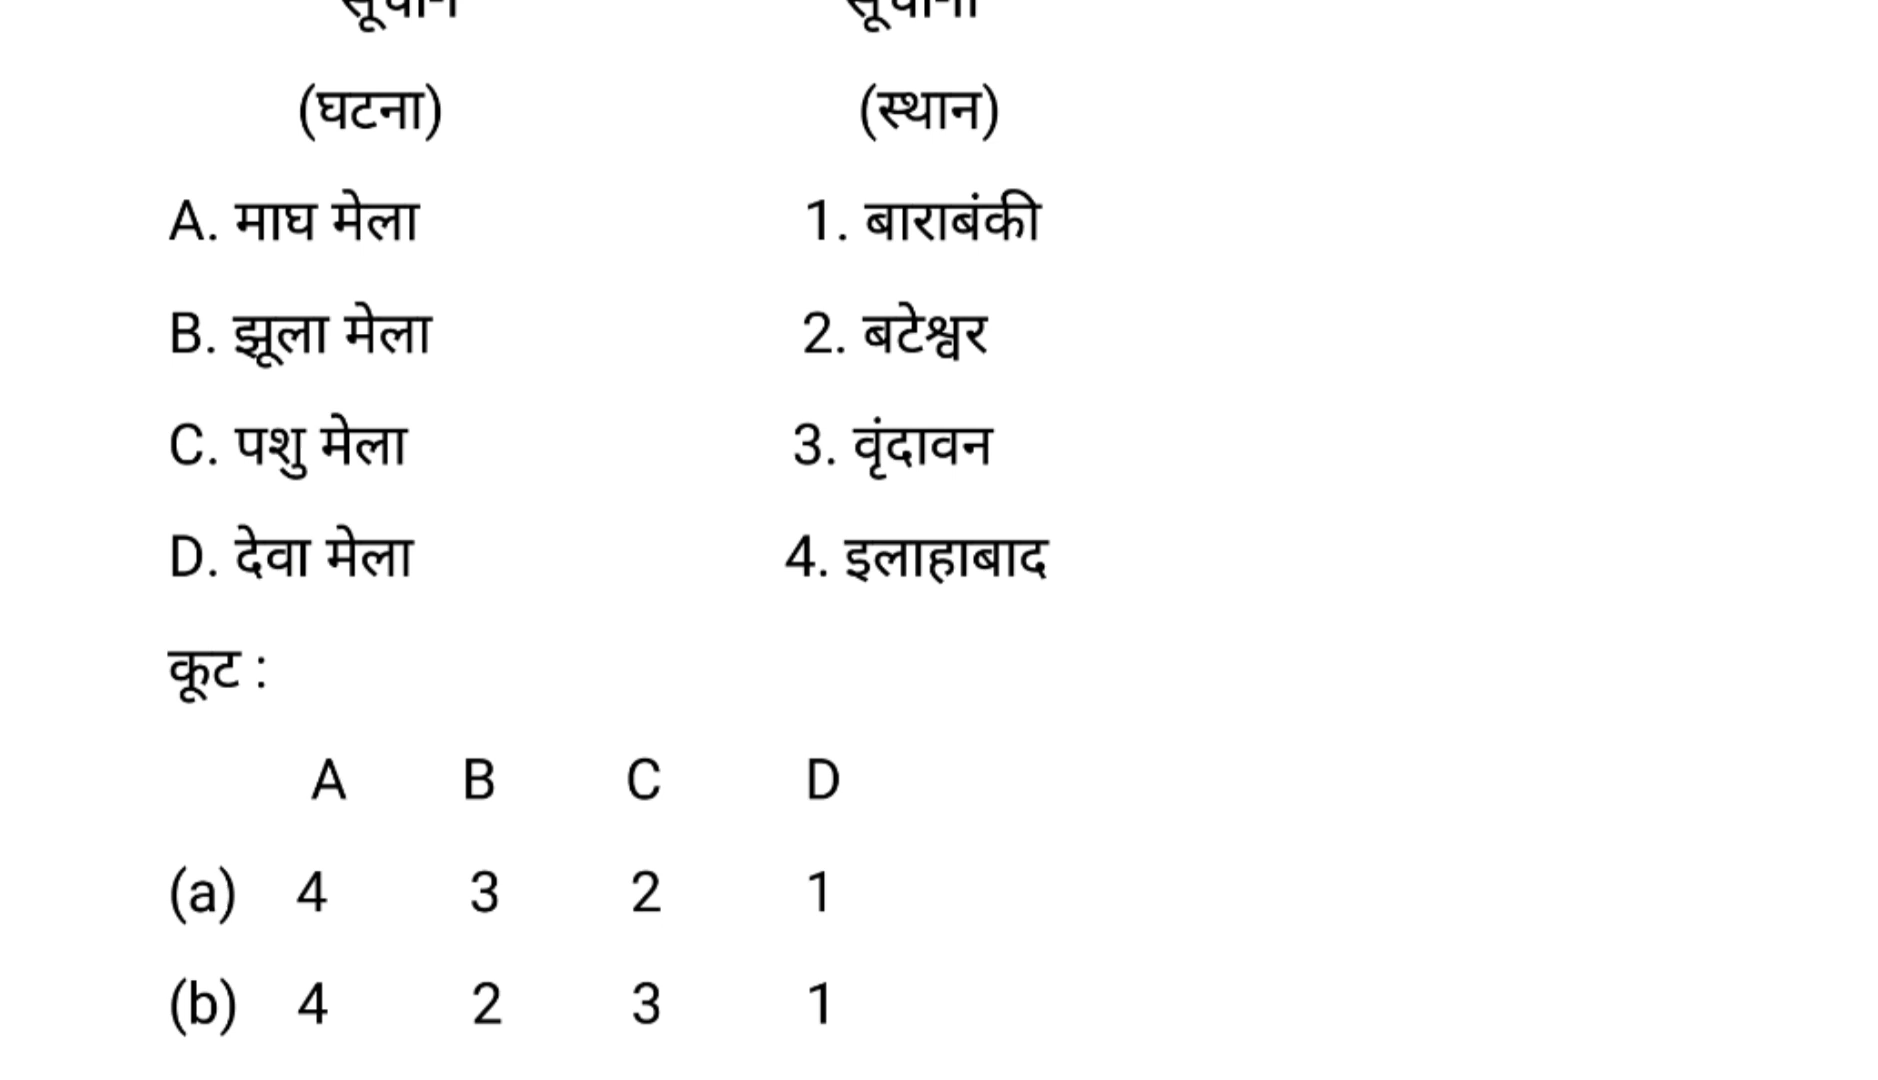 (घटना) (स्थान)
A. माघ मेला 1. बाराबंकी
B. झूला मेला 2. बटेश्वर
C. पशु मेला 3. वृंदावन
D. देवा मेला 4. इलाहाबाद
कूट :
A B C D
(a) 4 3 2 1
(b) 4 2 3 1